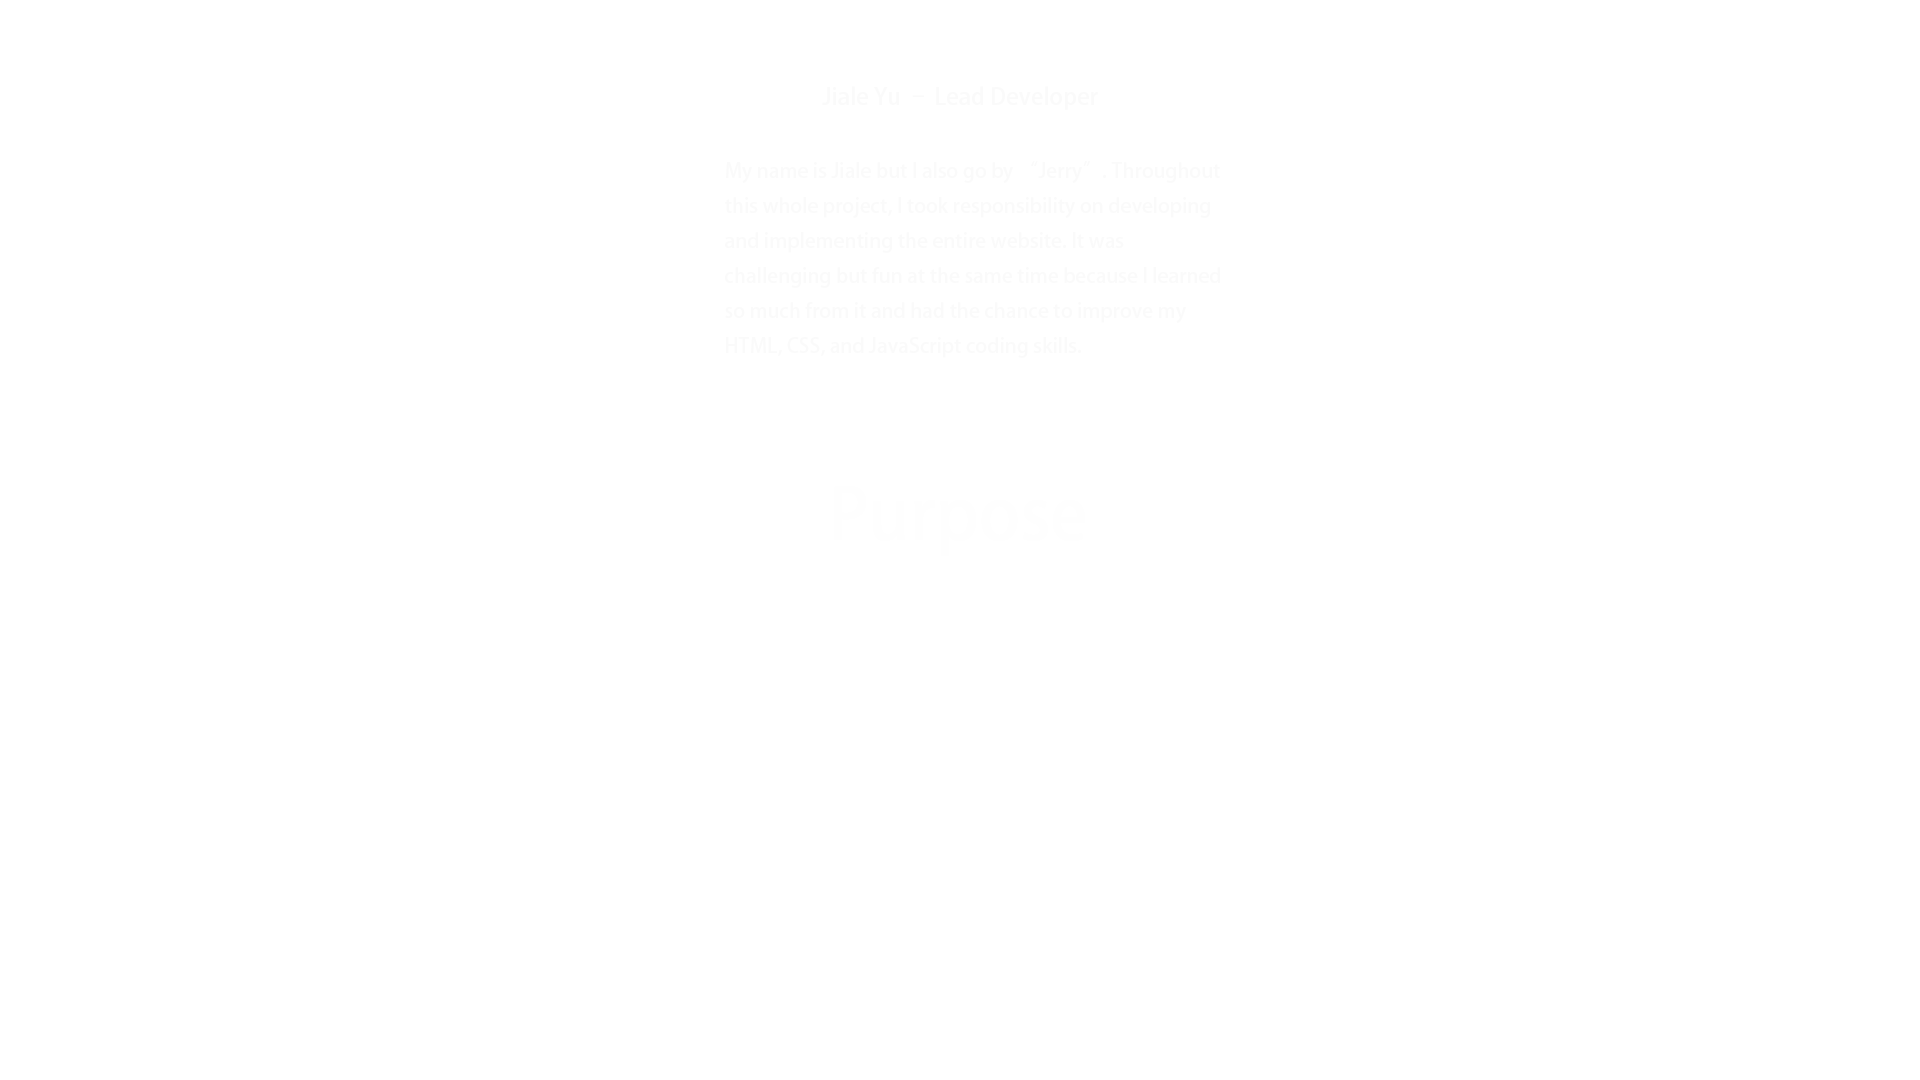 Jiale Yu – Lead Developer
My name is Jiale but I also go by "Jerry" Throughout
this whole project, I took responsibility on developing
and implementing the entire website. It was
challenging but fun at the same time because I learned
so much from it and had the chance to improve my
HTML, CSS, and JavaScript coding skills.
Purpose